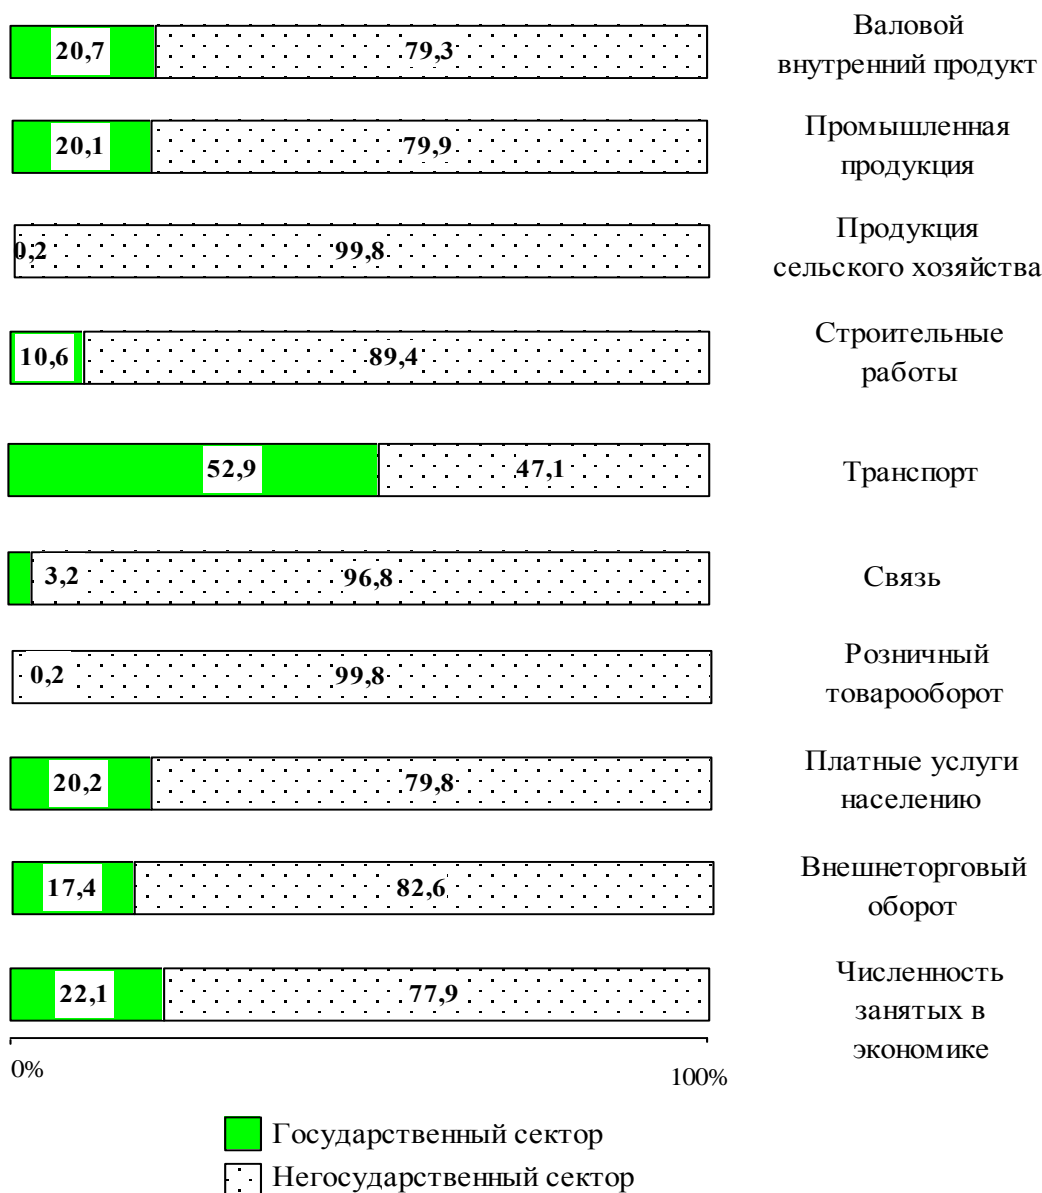 20,7 79,3 Валовой
внутренний продукт
20,1 79,9 Промышленная
продукция
0,2 99,8 Продукция
сельского хозяйства
10,6 89,4 Строительные
работы
52,9 47,1 Транспорт
3,2 96,8 Связь
0,2 99,8 Розничный
товарооборот
20,2 79,8 Платные услуги
населению
17,4 82,6 Внешнеторговый
оборот
22,1 77,9 Численность
занятых в
экономике
0% 100%
Государственный сектор
Негосударственный сектор